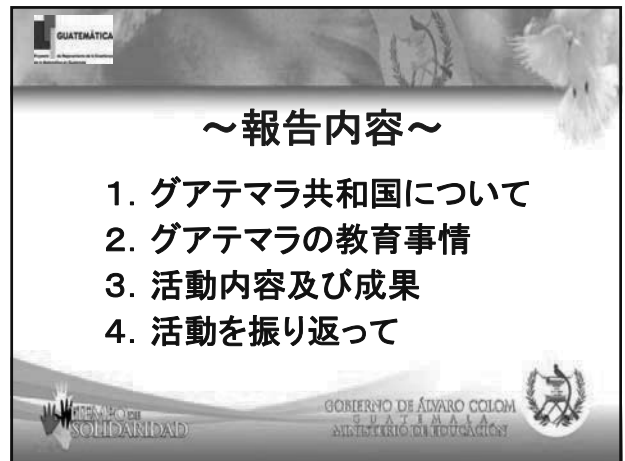 GUATEMÁTICA
～報告内容～
１．グアテマラ共和国について
２．グアテマラの教育事情
３．活動内容及び成果
４．活動を振り返って
TIEMPO DE
SOLIDARIDAD
GOBIERNO DE ÁLVARO COLOM
GUATEMALA
MINISTERIO DE EDUCACIÓN